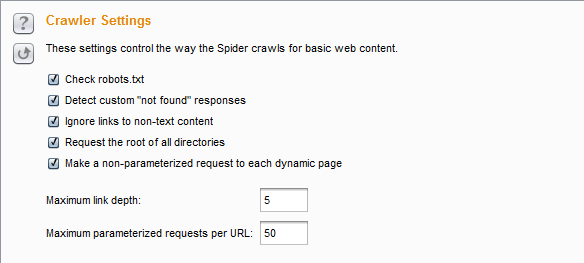 ?
Crawler Settings
These settings control the way the Spider crawls for basic web content.
Check robots.txt
Detect custom "not found" responses
Ignore links to non-text content
Request the root of all directories
Make a non-parameterized request to each dynamic page
Maximum link depth: 5
Maximum parameterized requests per URL: 50